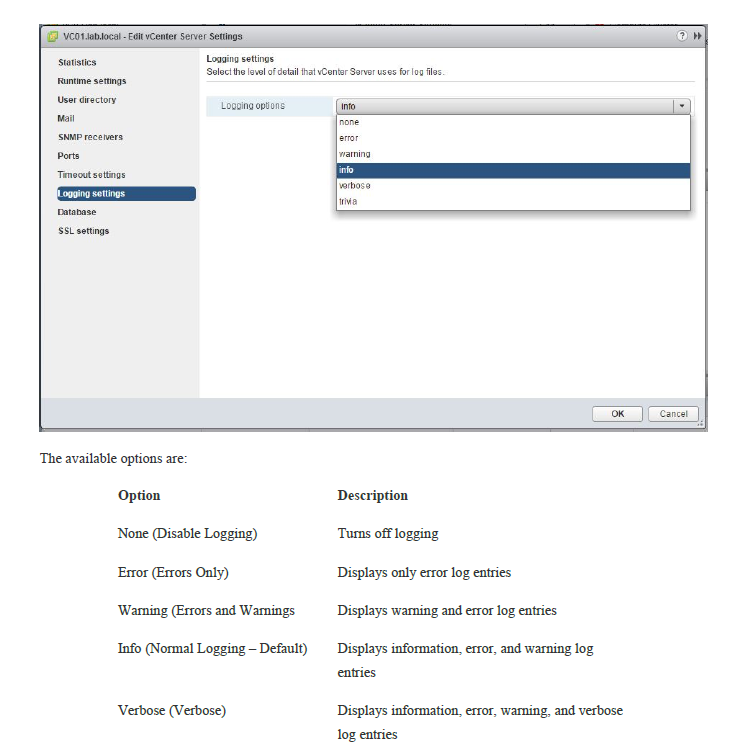 VC01.lab.local - Edit vCenter Server Settings
Statistics
Runtime settings
User directory
Mail
SNMP receivers
Ports
Timeout settings
Logging settings
Database
SSL settings
Logging settings
Select the level of detail that vCenter Server uses for log files.
Logging options
info
none
error
warning
info
verbose
trivia
OK
Cancel
The available options are:
Option Description
None (Disable Logging) Turns off logging
Error (Errors Only) Displays only error log entries
Warning (Errors and Warnings Displays warning and error log entries
Info (Normal Logging – Default) Displays information, error, and warning log
entries
Verbose (Verbose) Displays information, error, warning, and verbose
log entries